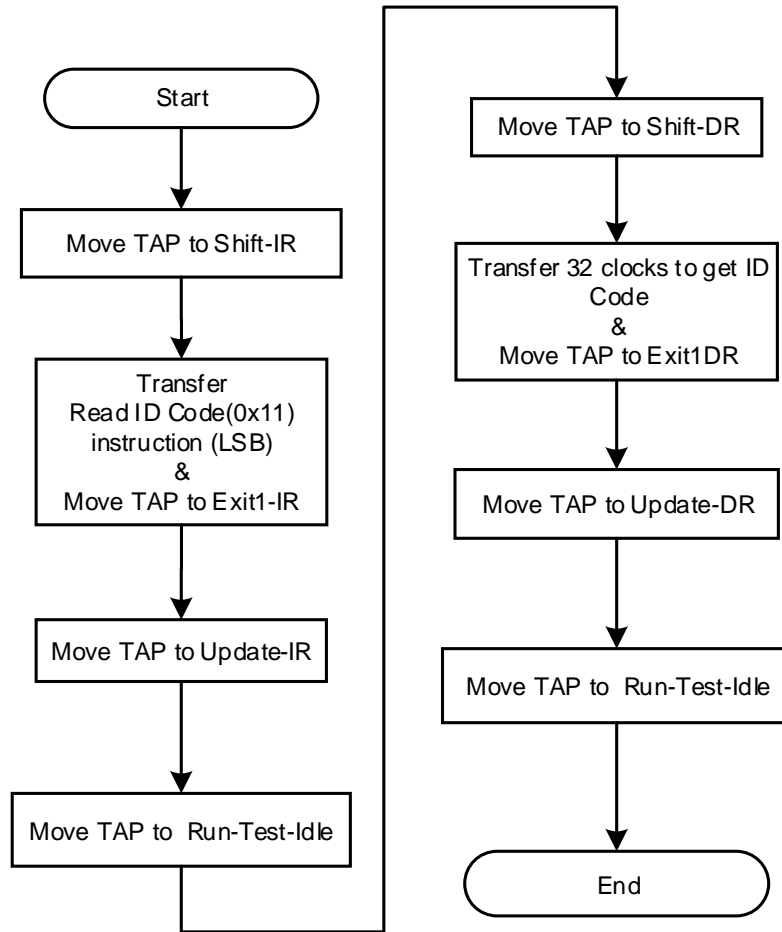 Start
Move TAP to Shift-IR
Transfer
Read ID Code(0x11)
instruction (LSB)
&
Move TAP to Exit1-IR
Move TAP to Update-IR
Move TAP to Run-Test-Idle
Move TAP to Shift-DR
Transfer 32 clocks to get ID
Code
&
Move TAP to Exit1DR
Move TAP to Update-DR
Move TAP to Run-Test-Idle
End